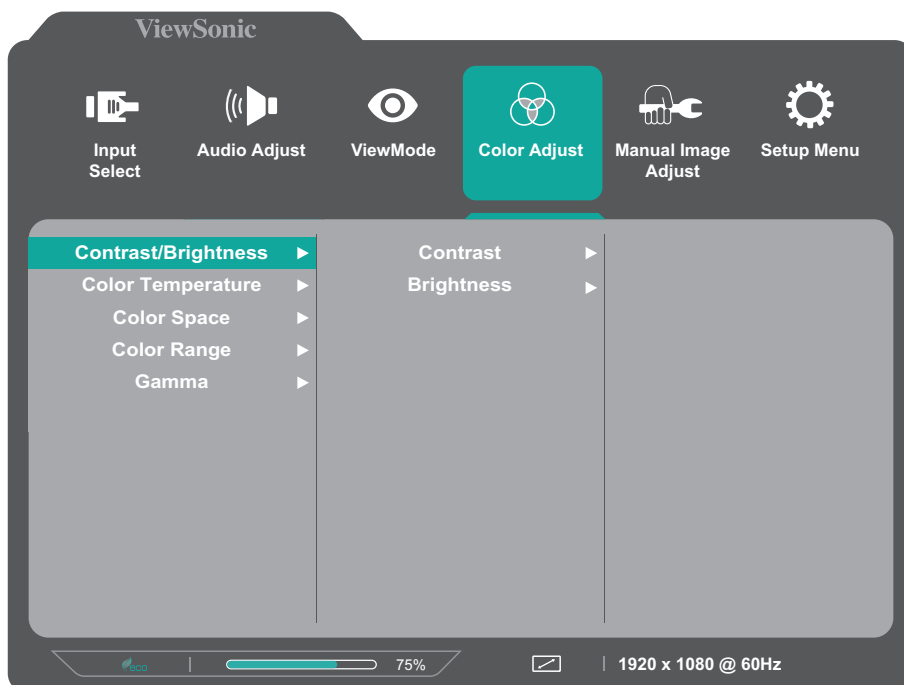 ViewSonic
Input
Select
Audio Adjust
ViewMode
Color Adjust
Manual Image
Adjust
Setup Menu
Contrast/Brightness
Color Temperature
Color Space
Color Range
Gamma
Contrast
Brightness
eco
75%
1920 x 1080 @ 60Hz